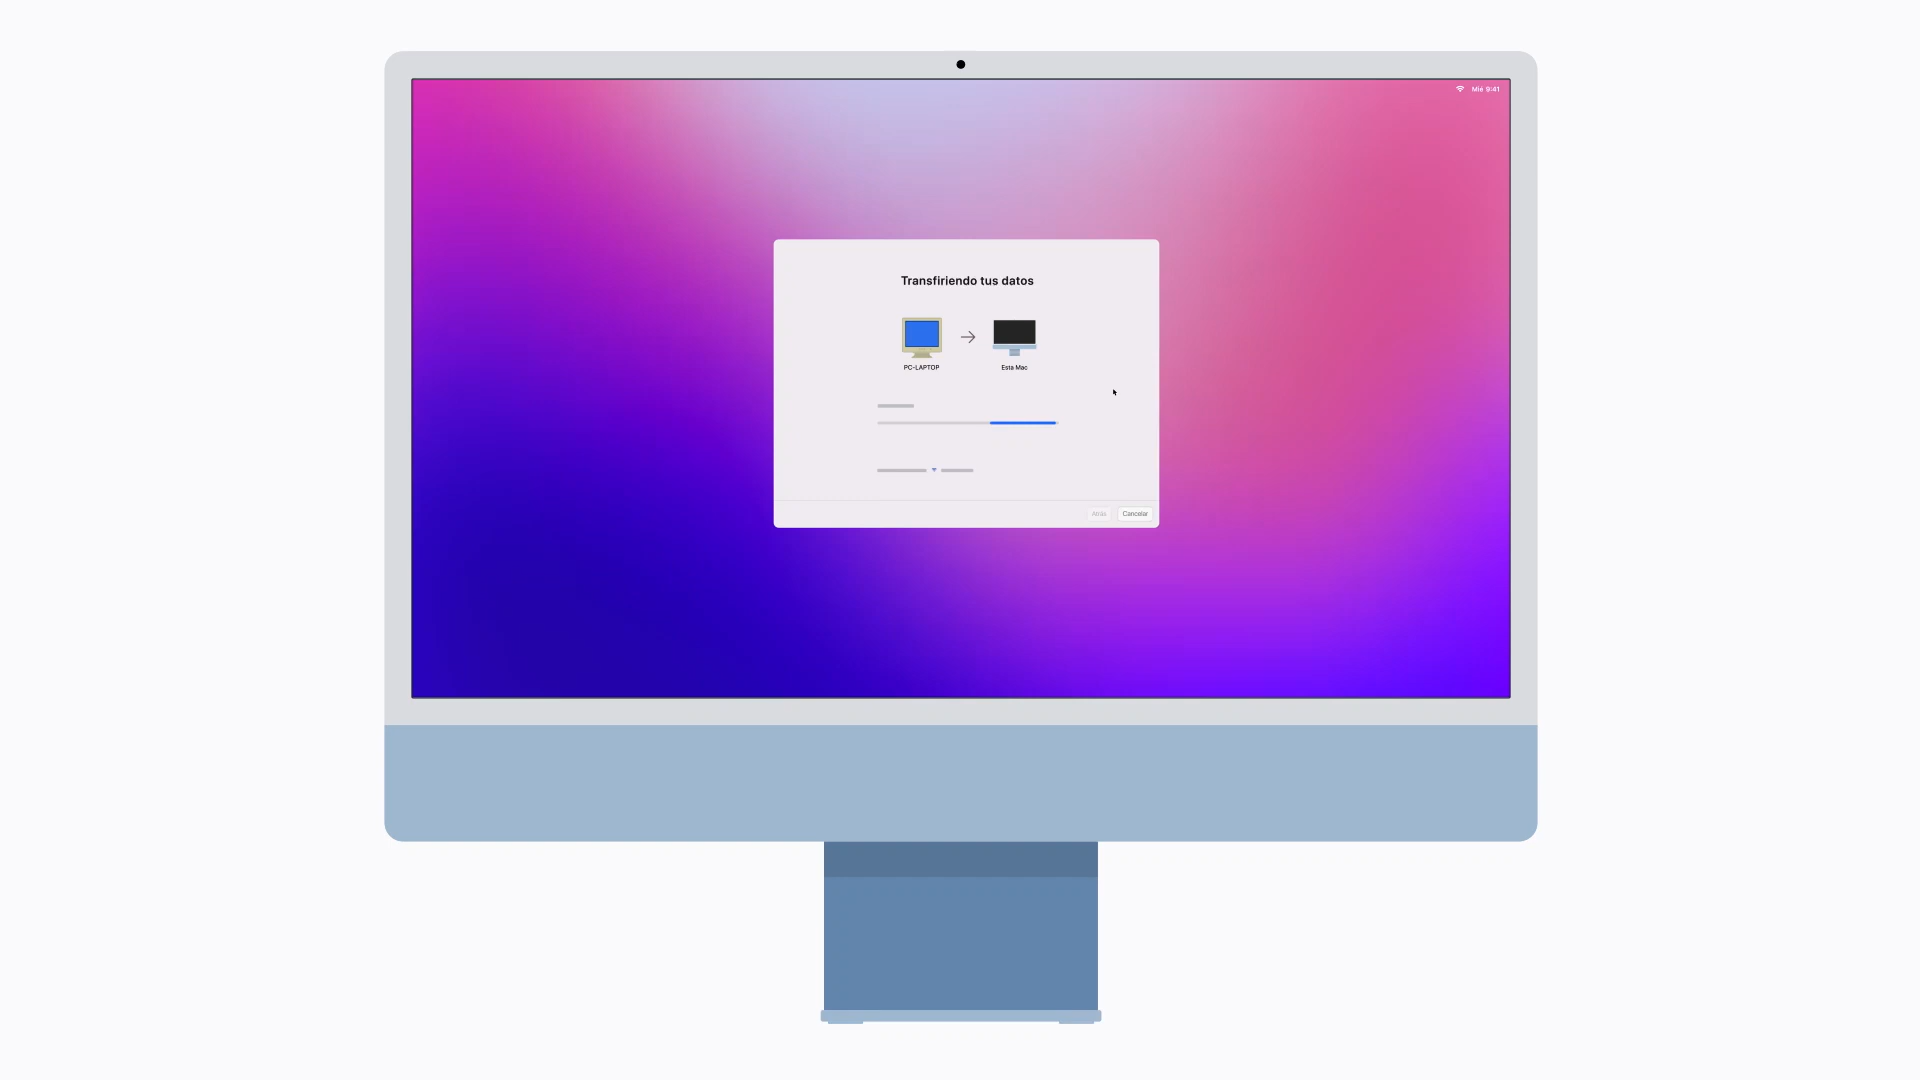 Mié 9:41
Transfiriendo tus datos
PC-LAPTOP
Esta Mac
Atrás
Cancelar